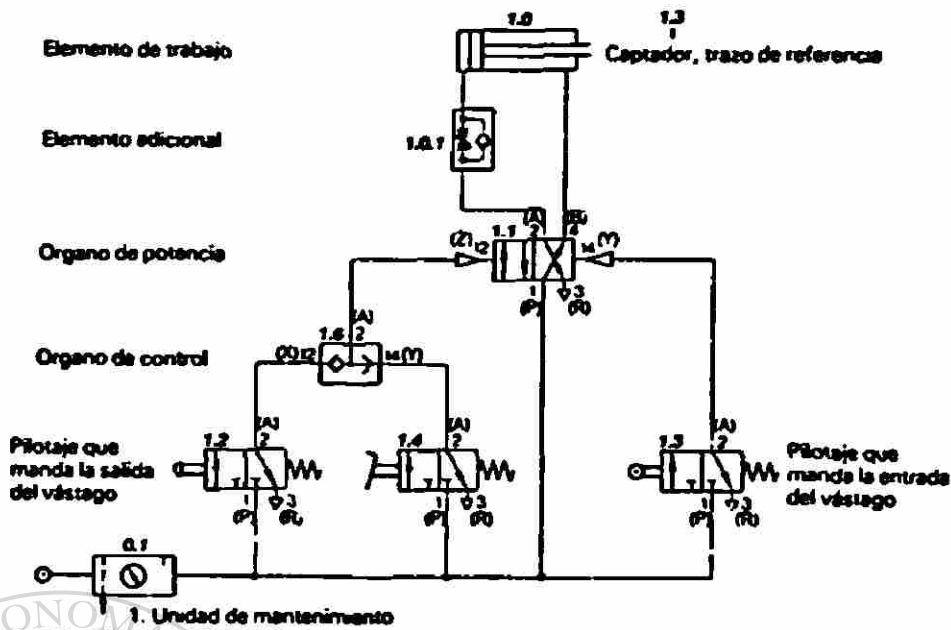 1.0
1.3
Elemento de trabajo
Captador, trazo de referencia
Elemento adicional
1.0.1
Organo de potencia
(Z) 12
1.1
(A)
2
(B)
4
14 (Y)
1
(P)
3
(R)
Organo de control
1.6
(A)
2
(X) 12
14 (Y)
Pilotaje que
manda la salida
del vástago
1.2
(A)
2
1
(P)
3
(R)
1.4
(A)
2
1
(P)
3
(R)
1.3
(A)
2
1
(P)
3
(R)
Pilotaje que
manda la entrada
del vástago
0.1
1. Unidad de mantenimiento